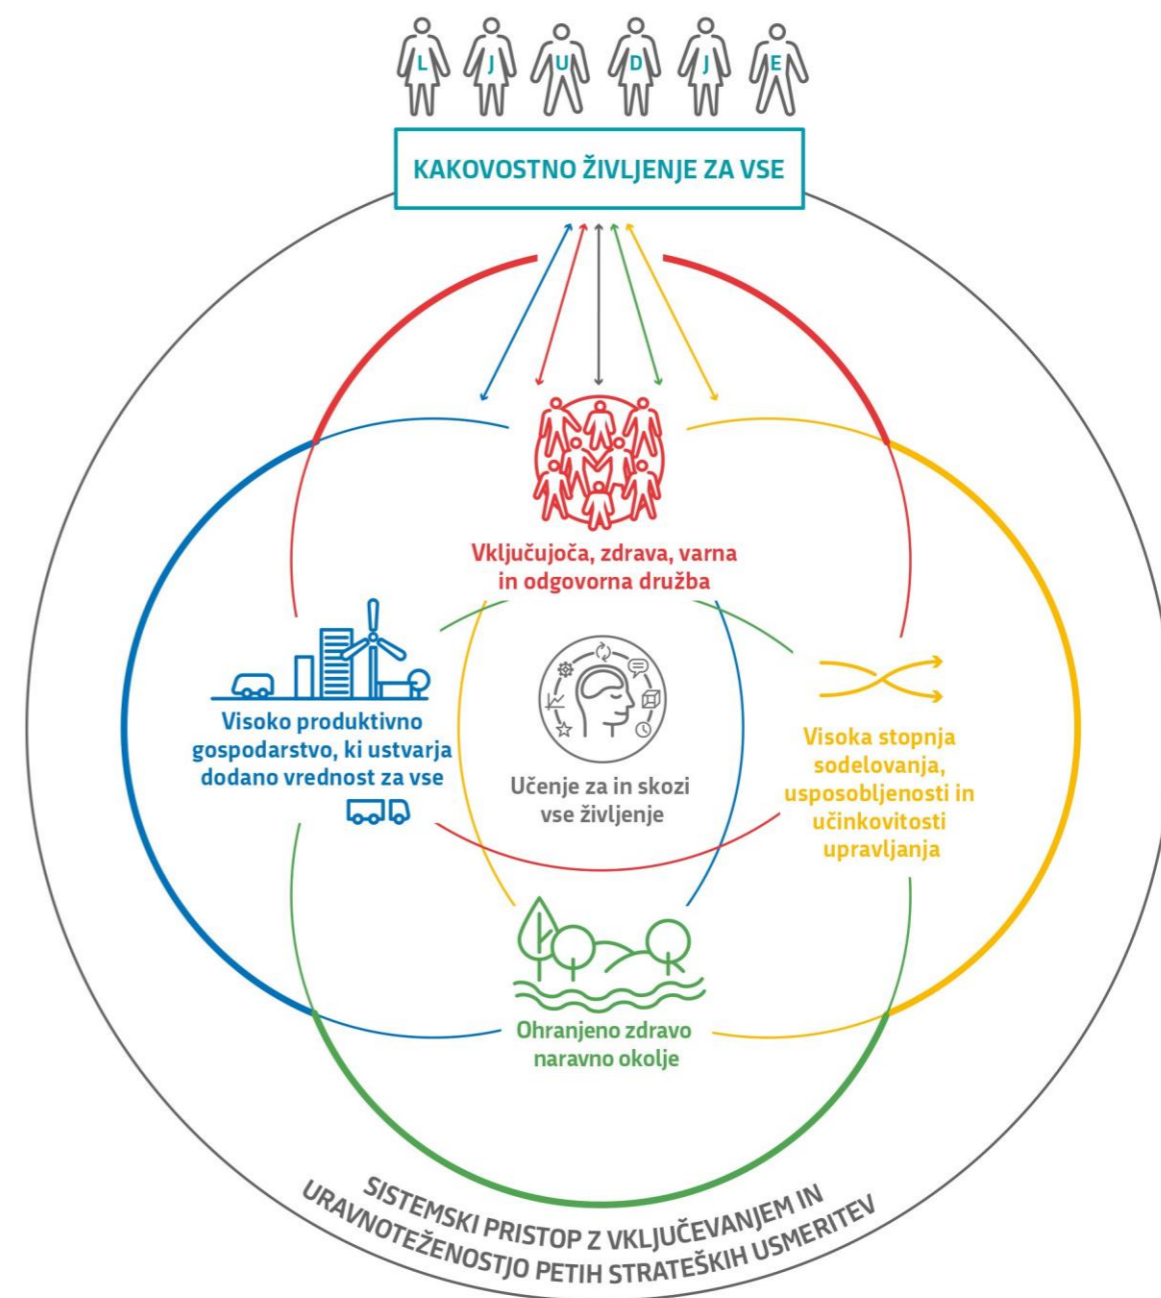 L J U D J E
KAKOVOSTNO ŽIVLJENJE ZA VSE
Vključujoča, zdrava, varna
in odgovorna družba
Visoko produktivno
gospodarstvo, ki ustvarja
dodano vrednost za vse
Učenje za in skozi
vse življenje
Visoka stopnja
sodelovanja,
usposobljenosti in
učinkovitosti
upravljanja
Ohranjeno zdravo
naravno okolje
SISTEMSKI PRISTOP Z VKLJUČEVANJEM IN
URAVNOTEŽENOSTJO PETIH STRATEŠKIH USMERITEV